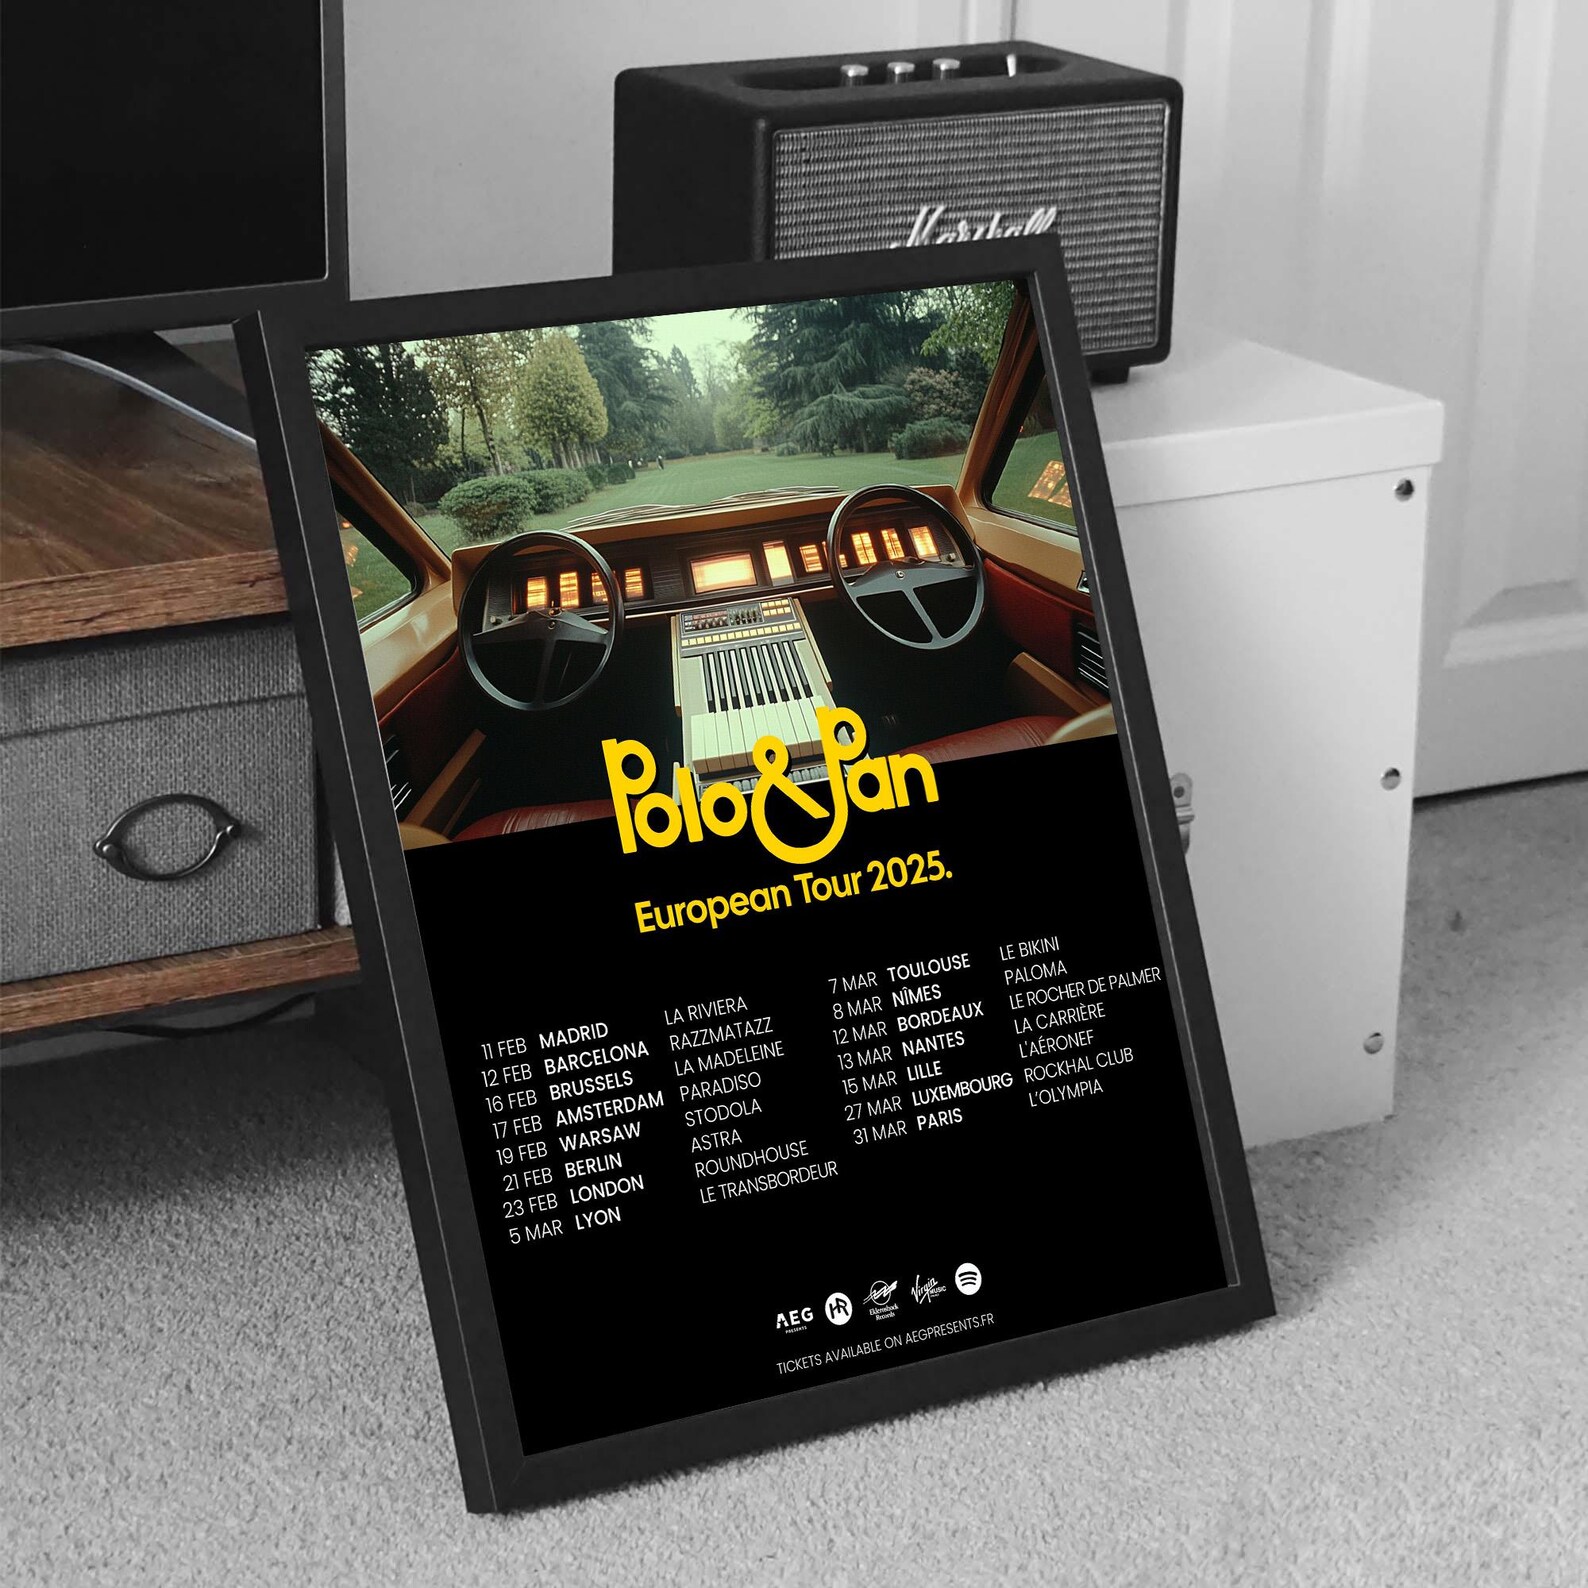 Marshall
Polo & Pan
European Tour 2025.
11 FEB MADRID LA RIVIERA
12 FEB BARCELONA RAZZMATAZZ
16 FEB BRUSSELS LA MADELEINE
17 FEB AMSTERDAM PARADISO
19 FEB WARSAW STODOLA
21 FEB BERLIN ASTRA
23 FEB LONDON ROUNDHOUSE
5 MAR LYON LE TRANSBORDEUR
7 MAR TOULOUSE LE BIKINI
8 MAR NÎMES PALOMA
12 MAR BORDEAUX LE ROCHER DE PALMER
13 MAR NANTES LA CARRIÈRE
15 MAR LILLE L'AÉRONEF
27 MAR LUXEMBOURG ROCKHAL CLUB
31 MAR PARIS L'OLYMPIA
AEG PRESENTS
HR
Ekleroshock Records
Virgin MUSIC
TICKETS AVAILABLE ON AEGPRESENTS.FR